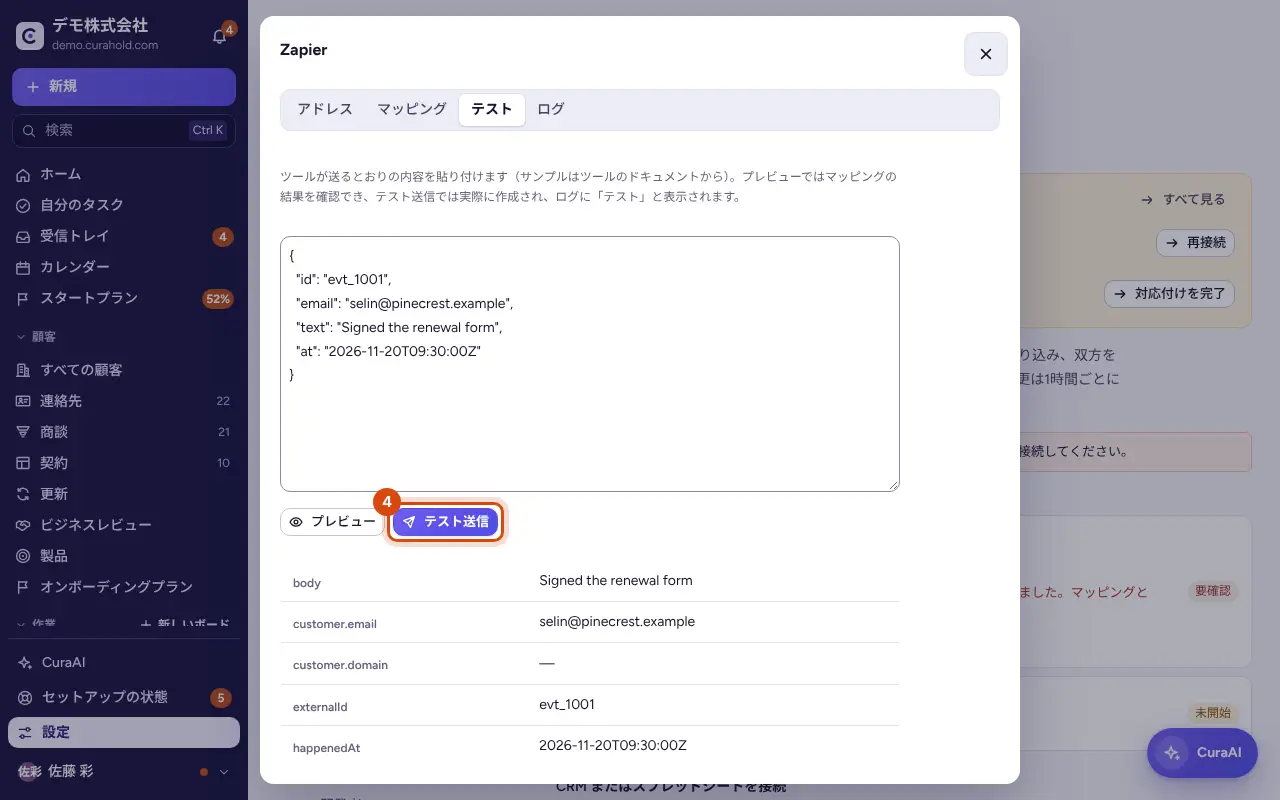 デモ株式会社
demo.curahold.com
4
新規
検索
Ctrl K
ホーム
自分のタスク
受信トレイ
4
カレンダー
スタートプラン
52%
顧客
すべての顧客
連絡先
22
商談
21
契約
10
更新
ビジネスレビュー
製品
オンボーディングプラン
作業
新しいボード
CuraAI
セットアップの状態
5
設定
佐彩
佐藤 彩
Zapier
アドレス
マッピング
テスト
ログ
ツールが送るとおりの内容を貼り付けます（サンプルはツールのドキュメントから）。プレビューではマッピングの
結果を確認でき、テスト送信では実際に作成され、ログに「テスト」と表示されます。
{
"id": "evt_1001",
"email": "selin@pinecrest.example",
"text": "Signed the renewal form",
"at": "2026-11-20T09:30:00Z"
}
プレビュー
4
テスト送信
body
Signed the renewal form
customer.email
selin@pinecrest.example
customer.domain
—
externalId
evt_1001
happenedAt
2026-11-20T09:30:00Z
すべて見る
再接続
対応付けを完了
り込み、双方を
更は1時間ごとに
接続してください。
ました。マッピングと
要確認
未開始
CuraAI
CRM またはスプレッドシートを接続